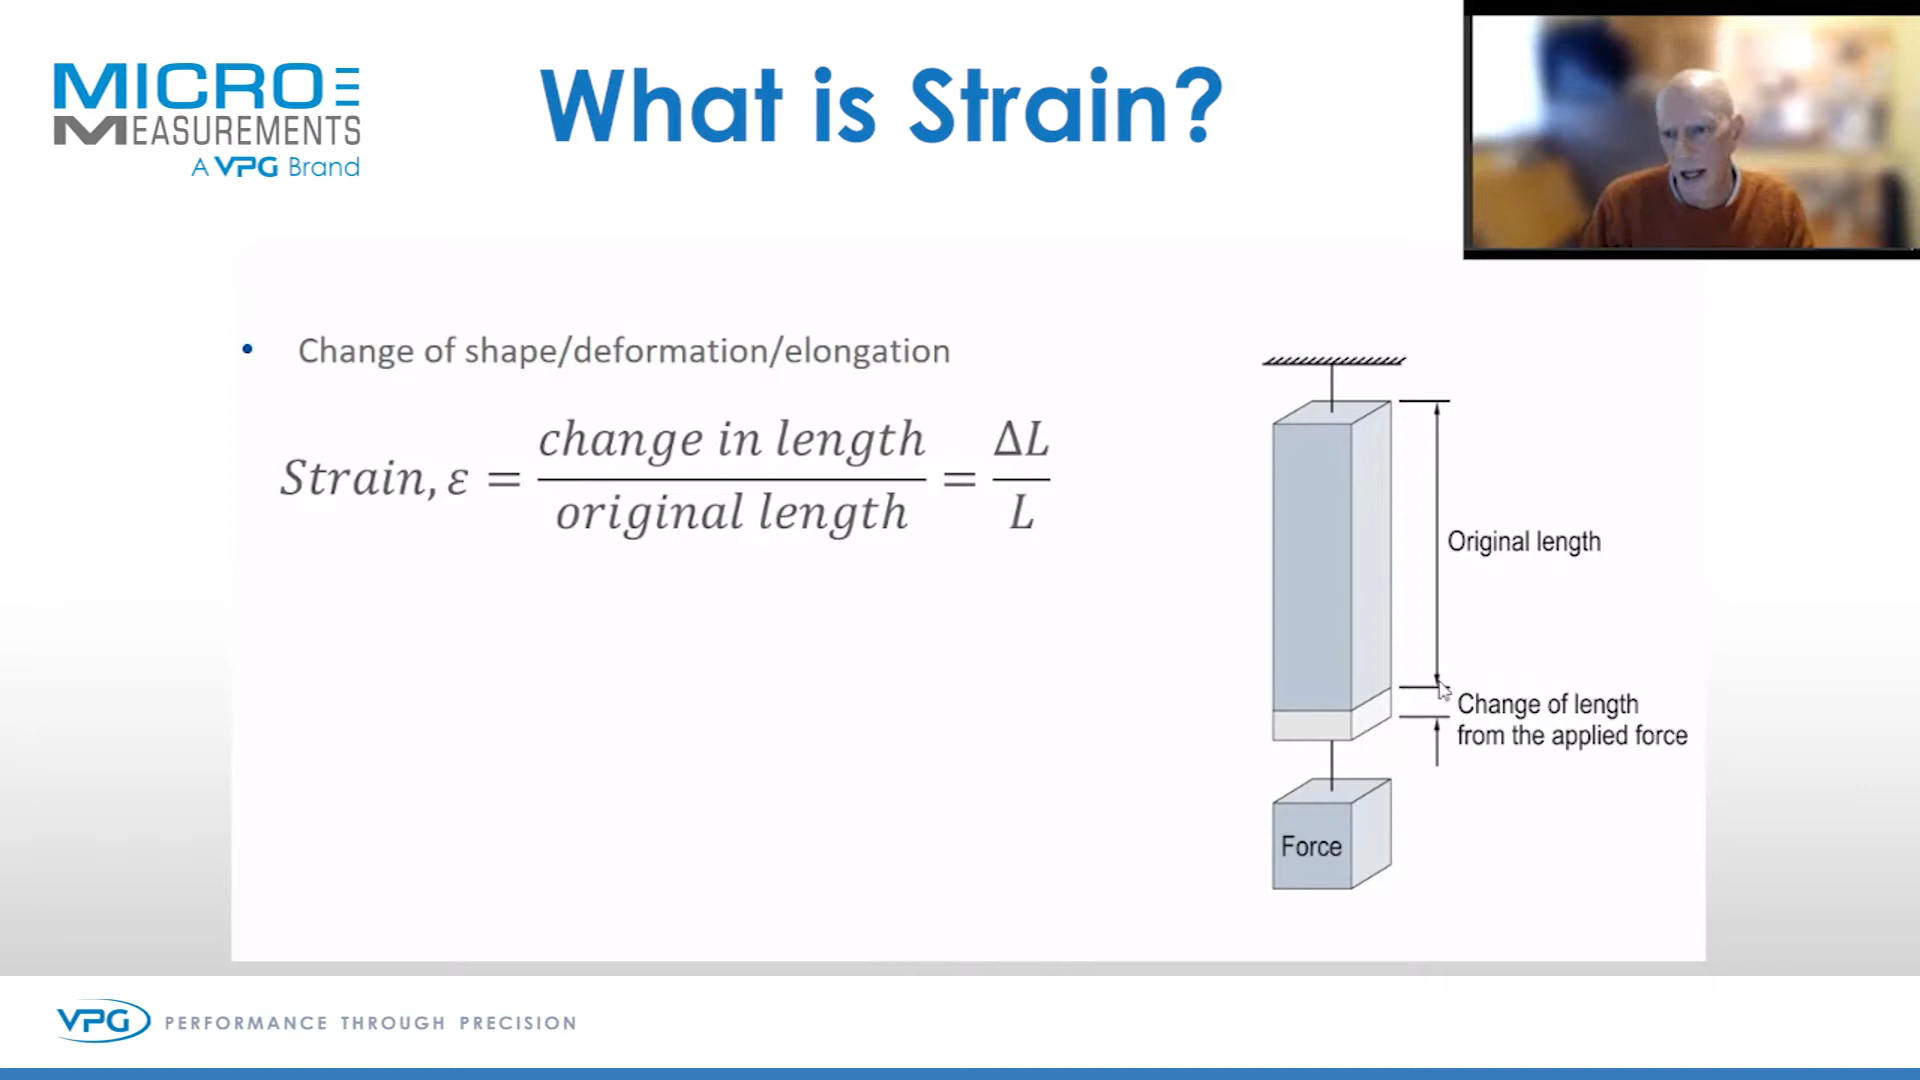 MICRO
MEASUREMENTS
A VPG Brand
What is Strain?
• Change of shape/deformation/elongation
Strain, ε = change in length / original length = ΔL / L
Original length
Change of length
from the applied force
Force
VPG PERFORMANCE THROUGH PRECISION